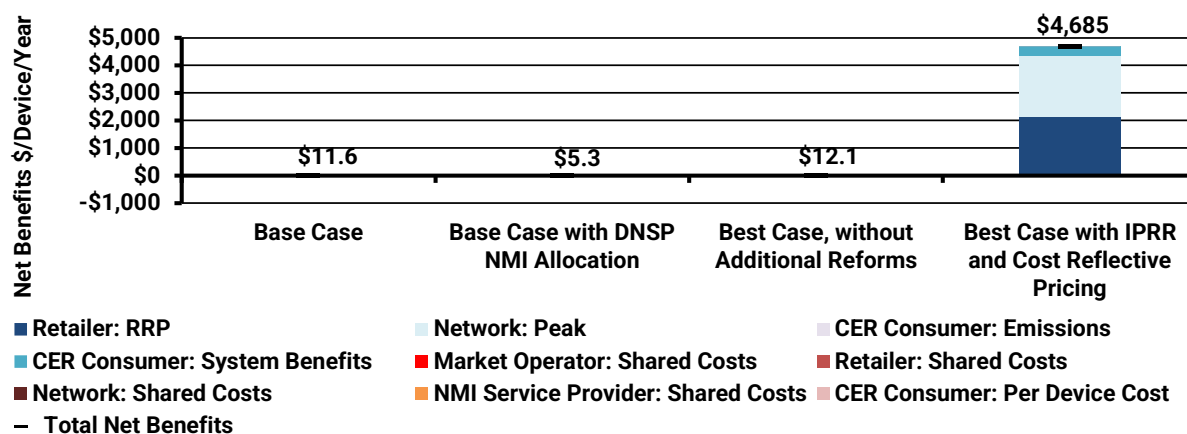 Net Benefits $/Device/Year
$5,000
$4,000
$3,000
$2,000
$1,000
$0
-$1,000
$11.6
$5.3
$12.1
$4,685
Base Case
Base Case with DNSP
NMI Allocation
Best Case, without
Additional Reforms
Best Case with IPRR
and Cost Reflective
Pricing
Retailer: RRP
Network: Peak
CER Consumer: Emissions
CER Consumer: System Benefits
Market Operator: Shared Costs
Retailer: Shared Costs
Network: Shared Costs
NMI Service Provider: Shared Costs
CER Consumer: Per Device Cost
Total Net Benefits